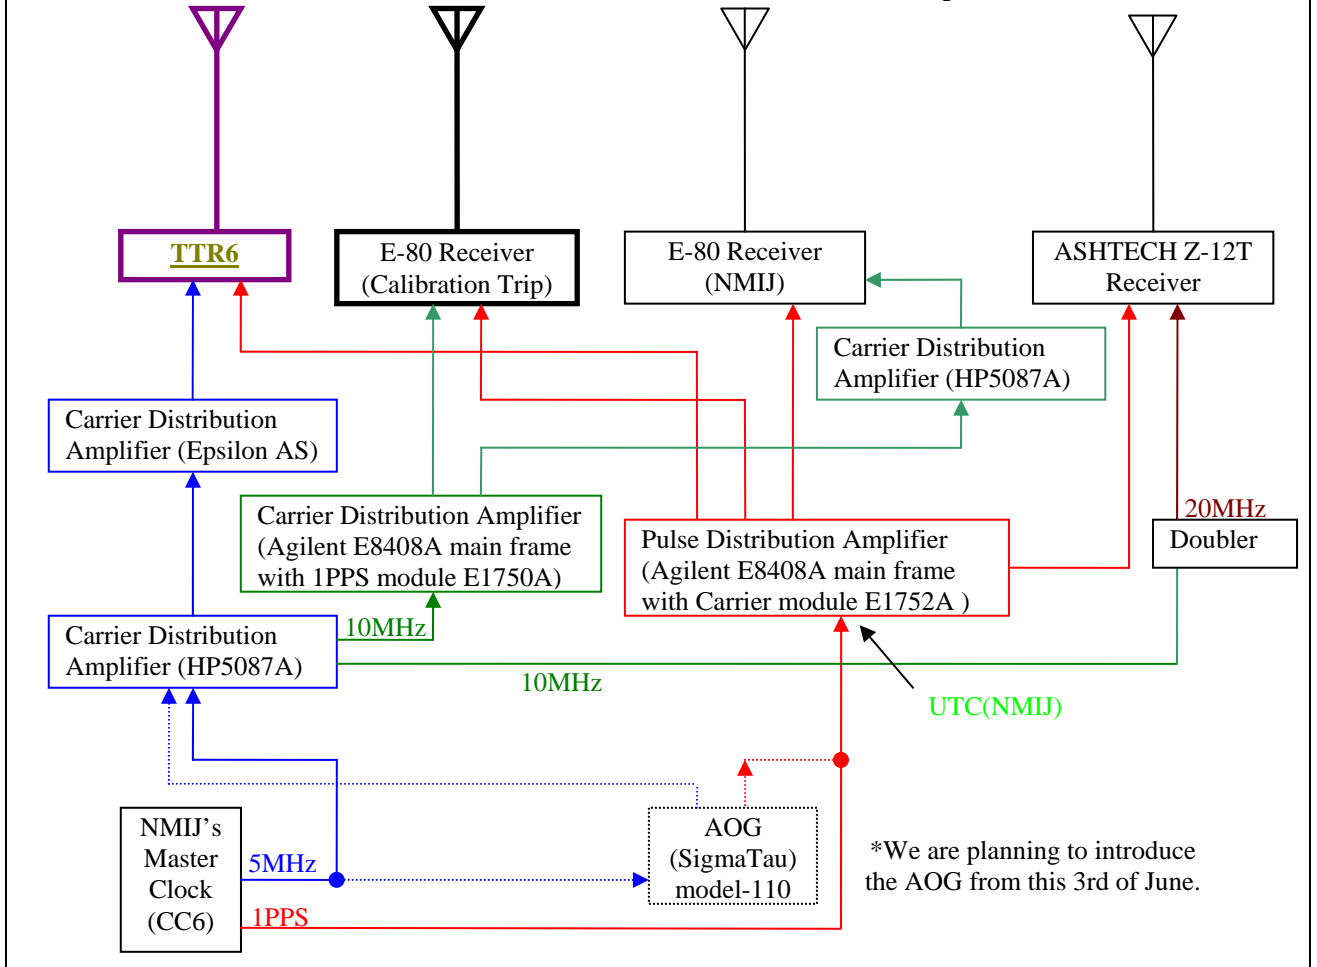 TTR6
E-80 Receiver
(Calibration Trip)
E-80 Receiver
(NMIJ)
ASHTECH Z-12T
Receiver
Carrier Distribution
Amplifier (HP5087A)
Carrier Distribution
Amplifier (Epsilon AS)
Carrier Distribution Amplifier
(Agilent E8408A main frame
with 1PPS module E1750A)
Pulse Distribution Amplifier
(Agilent E8408A main frame
with Carrier module E1752A )
20MHz
Doubler
Carrier Distribution
Amplifier (HP5087A)
10MHz
10MHz
UTC(NMIJ)
NMIJ's
Master
Clock
(CC6)
5MHz
1PPS
AOG
(SigmaTau)
model-110
*We are planning to introduce
the AOG from this 3rd of June.